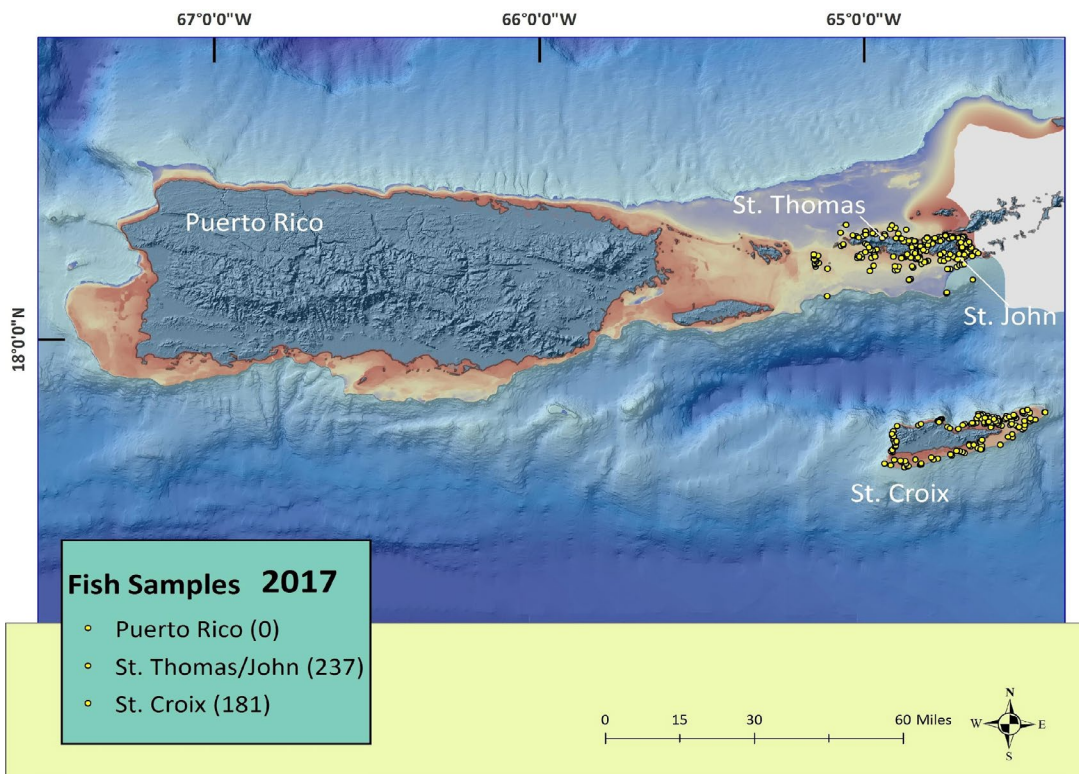 67°0'0"W 66°0'0"W 65°0'0"W
St. Thomas
Puerto Rico
St. John
18°0'0"N
St. Croix
Fish Samples 2017
Puerto Rico (0)
St. Thomas/John (237)
St. Croix (181)
0 15 30 60 Miles
N
W E
S